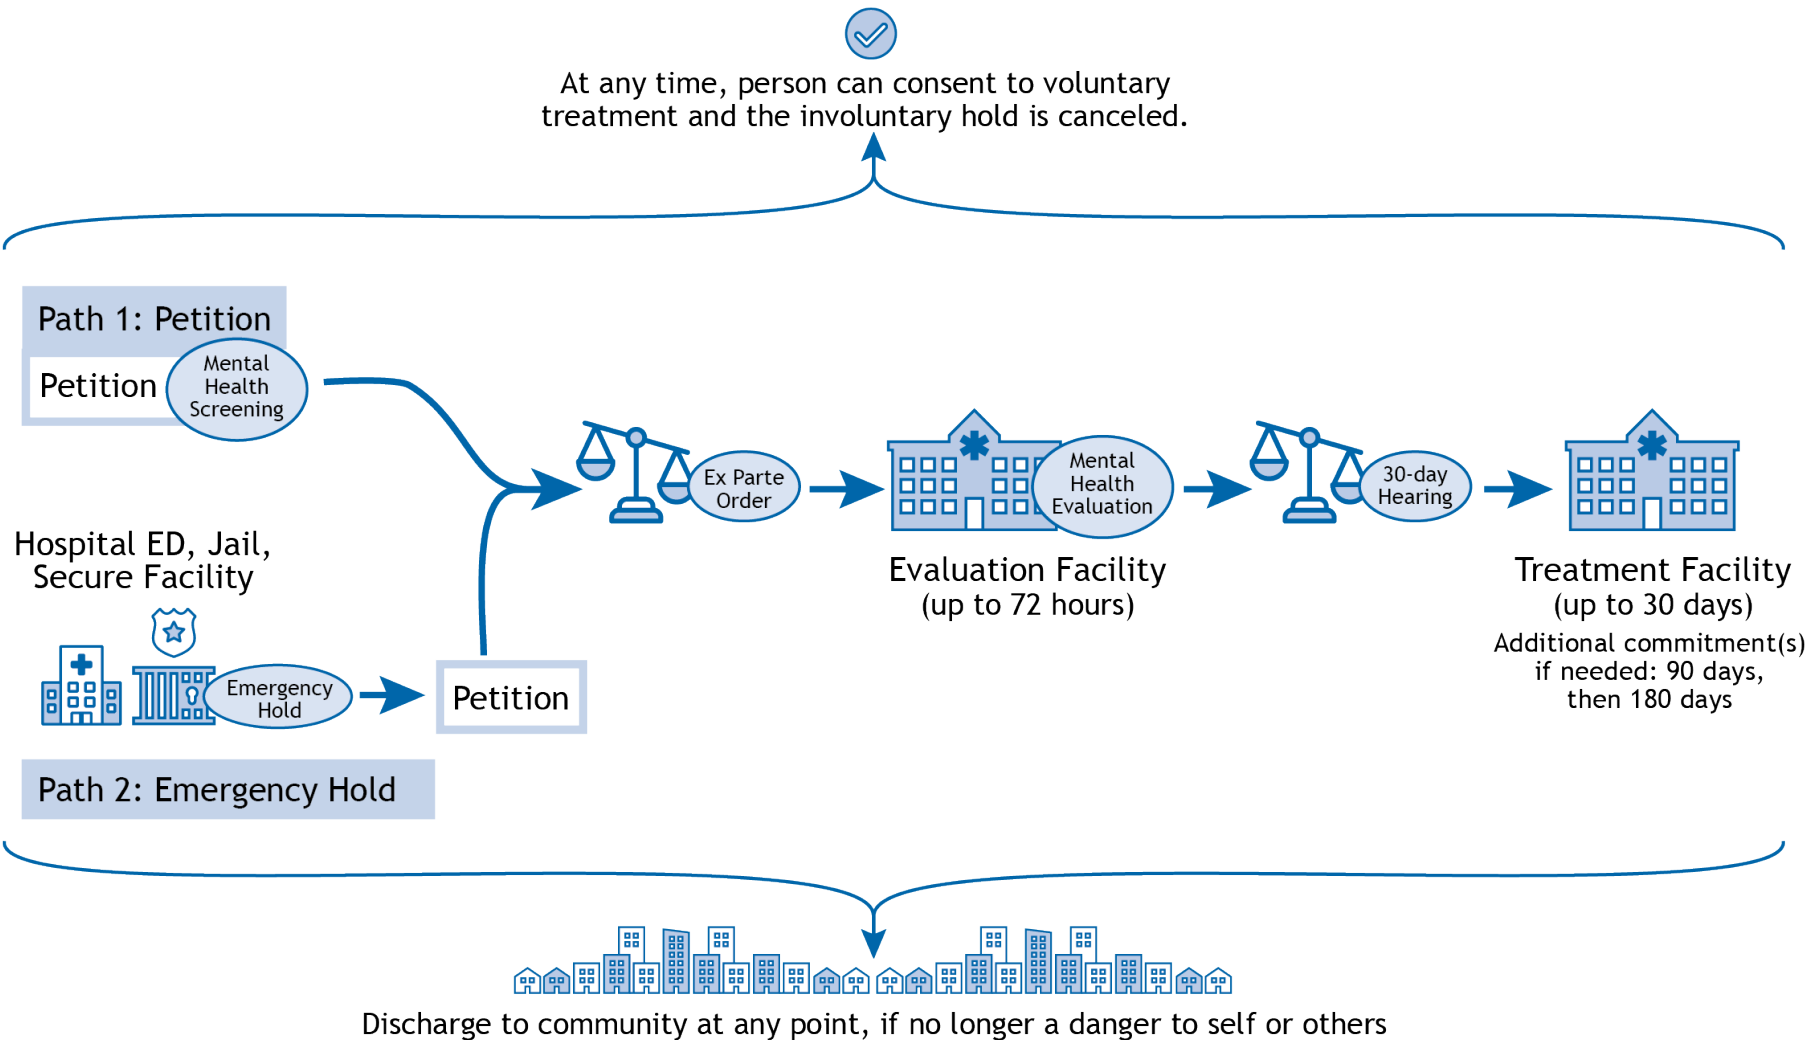 At any time, person can consent to voluntary
treatment and the involuntary hold is canceled.
Path 1: Petition
Petition
Mental
Health
Screening
Hospital ED, Jail,
Secure Facility
Emergency
Hold
Petition
Path 2: Emergency Hold
Ex Parte
Order
Mental
Health
Evaluation
Evaluation Facility
(up to 72 hours)
30-day
Hearing
Treatment Facility
(up to 30 days)
Additional commitment(s)
if needed: 90 days,
then 180 days
Discharge to community at any point, if no longer a danger to self or others